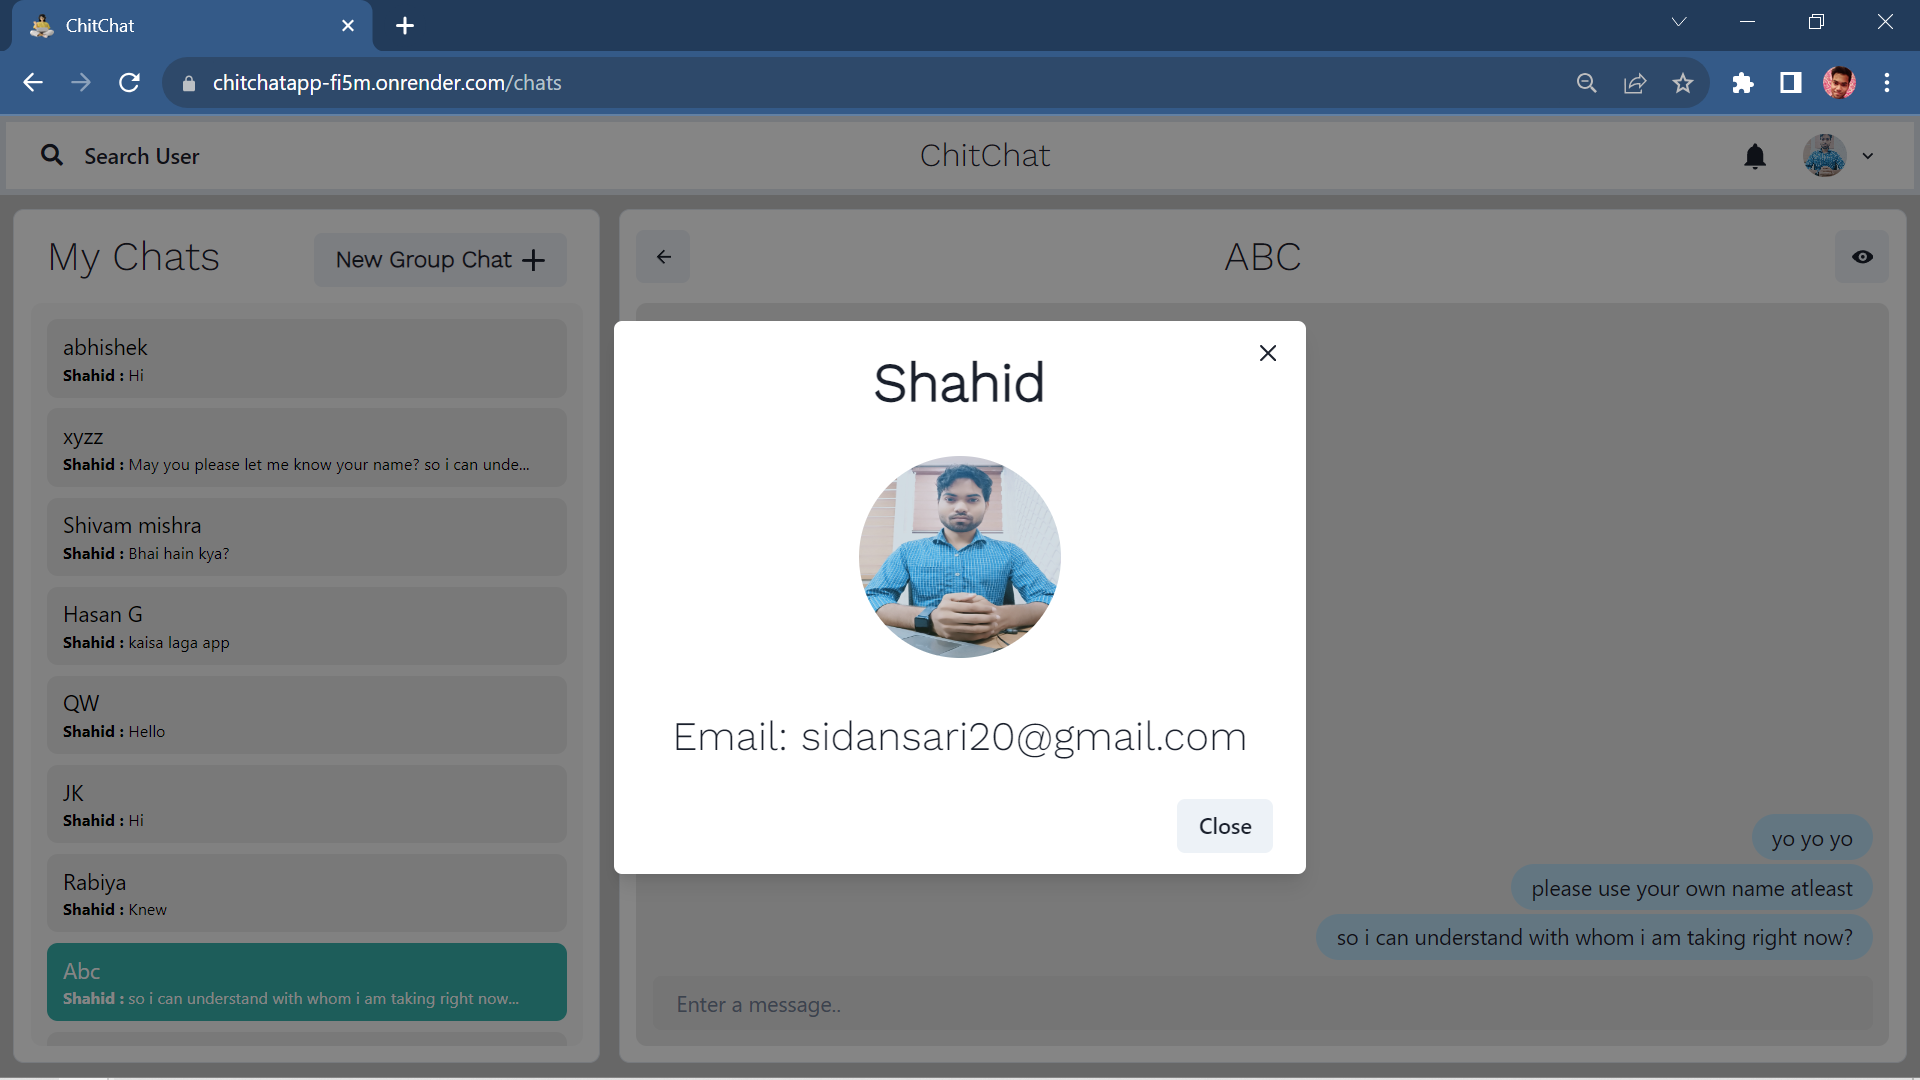 ChitChat
chitchatapp-fi5m.onrender.com/chats
Search User
ChitChat
My Chats
New Group Chat
abhishek
Shahid : Hi
xyzz
Shahid : May you please let me know your name? so i can unde...
Shivam mishra
Shahid : Bhai hain kya?
Hasan G
Shahid : kaisa laga app
QW
Shahid : Hello
JK
Shahid : Hi
Rabiya
Shahid : Knew
Abc
Shahid : so i can understand with whom i am taking right now...
ABC
Shahid
Email: sidansari20@gmail.com
Close
yo yo yo
please use your own name atleast
so i can understand with whom i am taking right now?
Enter a message..